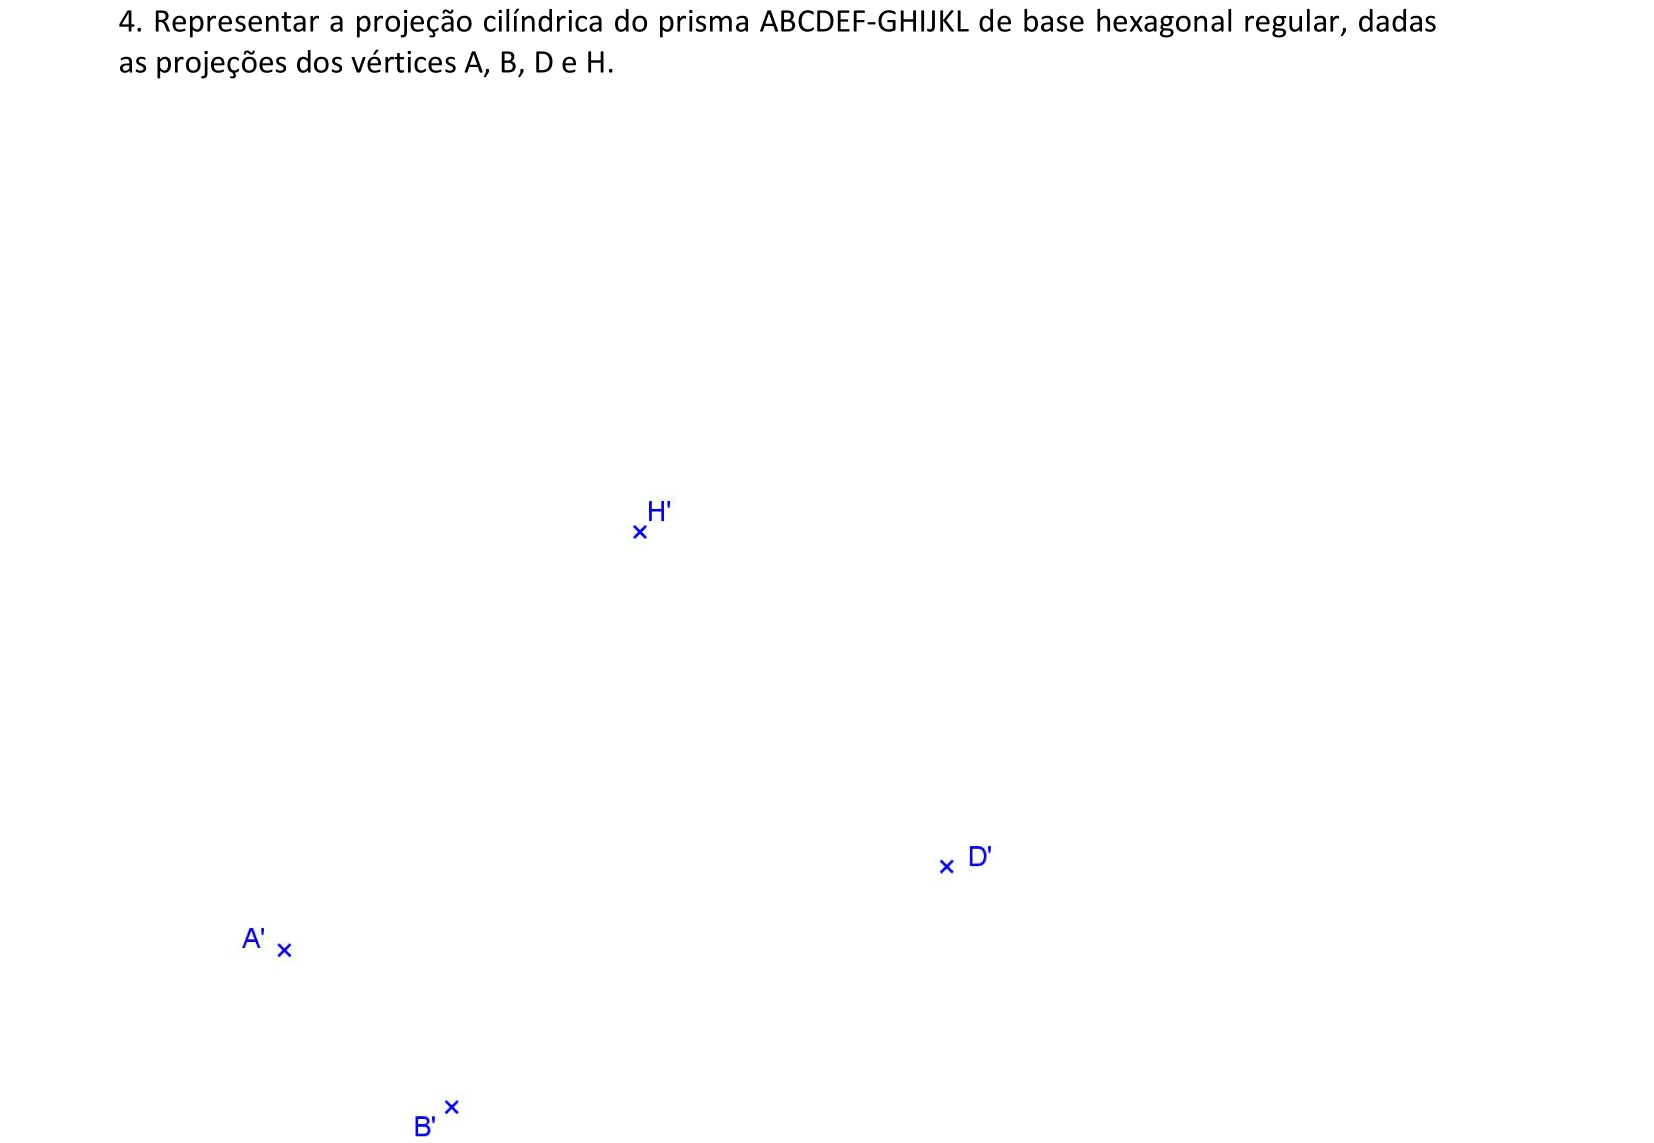 4. Representar a projeção cilíndrica do prisma ABCDEF-GHIJKL de base hexagonal regular, dadas
as projeções dos vértices A, B, D e H.
H'
D'
A'
B'